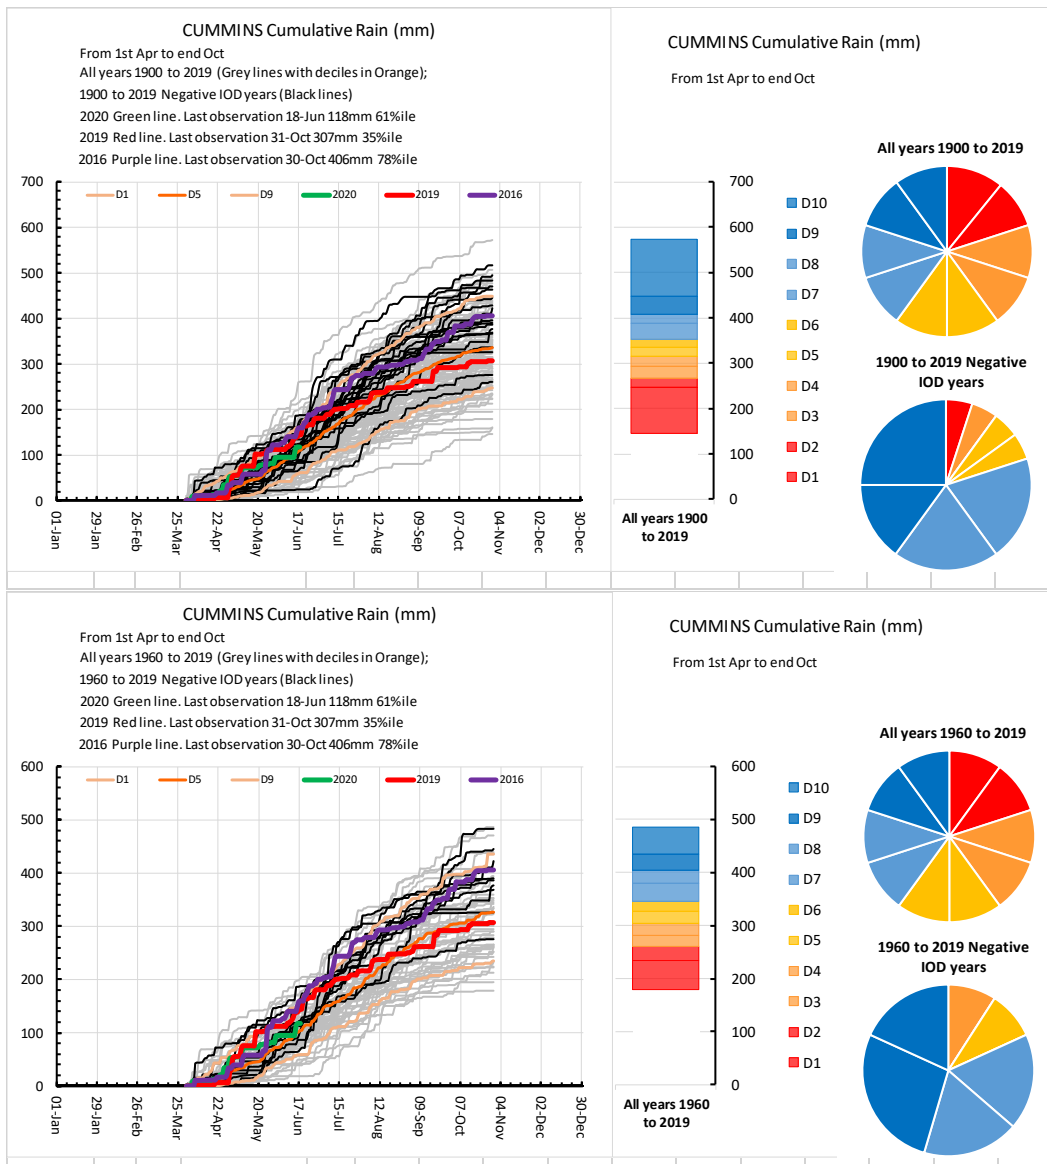 CUMMINS Cumulative Rain (mm)
From 1st Apr to end Oct
All years 1900 to 2019 (Grey lines with deciles in Orange);
1900 to 2019 Negative IOD years (Black lines)
2020 Green line. Last observation 18-Jun 118mm 61%ile
2019 Red line. Last observation 31-Oct 307mm 35%ile
2016 Purple line. Last observation 30-Oct 406mm 78%ile
D1 D5 D9 2020 2019 2016
700
600
500
400
300
200
100
0
01-Jan
29-Jan
26-Feb
25-Mar
22-Apr
20-May
17-Jun
15-Jul
12-Aug
09-Sep
07-Oct
04-Nov
02-Dec
30-Dec
CUMMINS Cumulative Rain (mm)
From 1st Apr to end Oct
700
600
500
400
300
200
100
0
All years 1900
to 2019
D10
D9
D8
D7
D6
D5
D4
D3
D2
D1
All years 1900 to 2019
1900 to 2019 Negative
IOD years
CUMMINS Cumulative Rain (mm)
From 1st Apr to end Oct
All years 1960 to 2019 (Grey lines with deciles in Orange);
1960 to 2019 Negative IOD years (Black lines)
2020 Green line. Last observation 18-Jun 118mm 61%ile
2019 Red line. Last observation 31-Oct 307mm 35%ile
2016 Purple line. Last observation 30-Oct 406mm 78%ile
D1 D5 D9 2020 2019 2016
600
500
400
300
200
100
0
01-Jan
29-Jan
26-Feb
25-Mar
22-Apr
20-May
17-Jun
15-Jul
12-Aug
09-Sep
07-Oct
04-Nov
02-Dec
30-Dec
CUMMINS Cumulative Rain (mm)
From 1st Apr to end Oct
600
500
400
300
200
100
0
All years 1960
to 2019
D10
D9
D8
D7
D6
D5
D4
D3
D2
D1
All years 1960 to 2019
1960 to 2019 Negative
IOD years